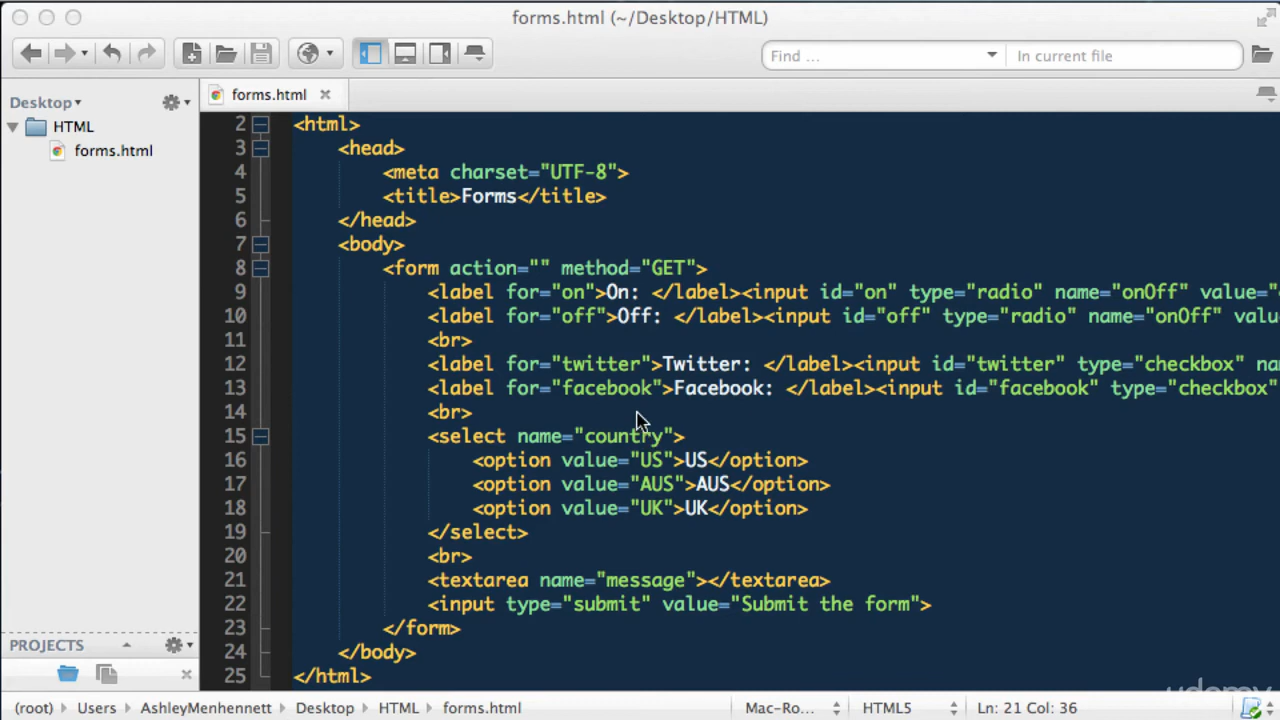 forms.html (~/Desktop/HTML)
Find ...
In current file
Desktop
forms.html
HTML
forms.html
2 <html>
3 <head>
4 <meta charset="UTF-8">
5 <title>Forms</title>
6 </head>
7 <body>
8 <form action="" method="GET">
9 <label for="on">On: </label><input id="on" type="radio" name="onOff" value="
10 <label for="off">Off: </label><input id="off" type="radio" name="onOff" valu
11 <br>
12 <label for="twitter">Twitter: </label><input id="twitter" type="checkbox" na
13 <label for="facebook">Facebook: </label><input id="facebook" type="checkbox"
14 <br>
15 <select name="country">
16 <option value="US">US</option>
17 <option value="AUS">AUS</option>
18 <option value="UK">UK</option>
19 </select>
20 <br>
21 <textarea name="message"></textarea>
22 <input type="submit" value="Submit the form">
23 </form>
24 </body>
25 </html>
PROJECTS
udemy
(root) Users AshleyMenhennett Desktop HTML forms.html
Mac-Ro... HTML5 Ln: 21 Col: 36